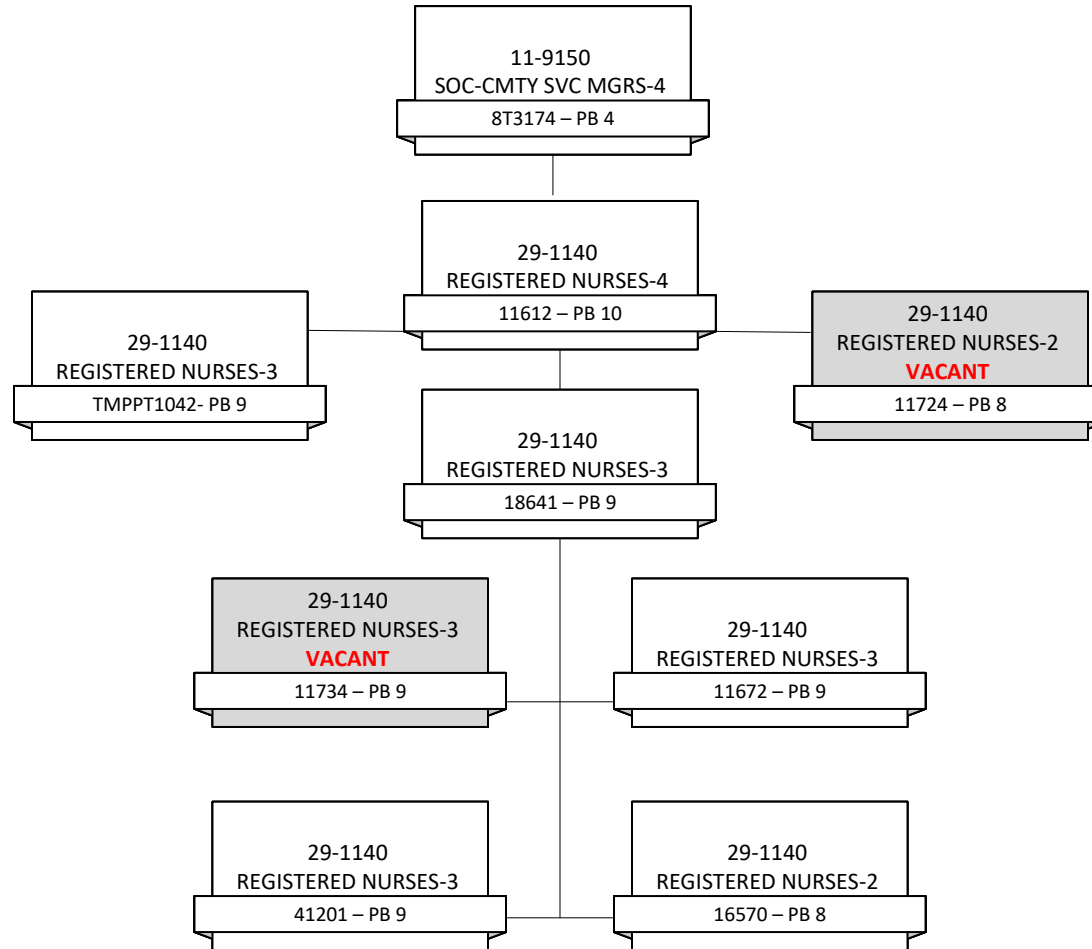 11-9150
SOC-CMTY SVC MGRS-4
8T3174 – PB 4
29-1140
REGISTERED NURSES-4
11612 – PB 10
29-1140
REGISTERED NURSES-3
TMPPT1042- PB 9
29-1140
REGISTERED NURSES-2
VACANT
11724 – PB 8
29-1140
REGISTERED NURSES-3
18641 – PB 9
29-1140
REGISTERED NURSES-3
VACANT
11734 – PB 9
29-1140
REGISTERED NURSES-3
11672 – PB 9
29-1140
REGISTERED NURSES-3
41201 – PB 9
29-1140
REGISTERED NURSES-2
16570 – PB 8